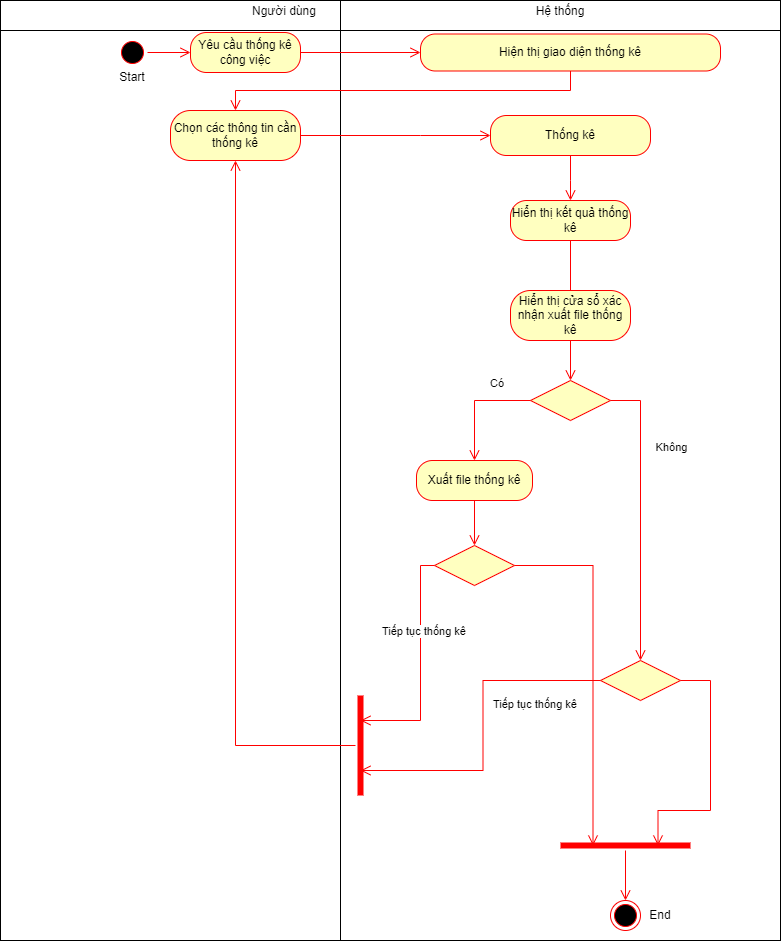 Người dùng
Hệ thống
Yêu cầu thống kê
công việc
Hiện thị giao diện thống kê
Start
Chọn các thông tin cần
thống kê
Thống kê
Hiển thị kết quả thống
kê
Hiển thị cửa sổ xác
nhận xuất file thống
kê
Có
Không
Xuất file thống kê
Tiếp tục thống kê
Tiếp tục thống kê
End